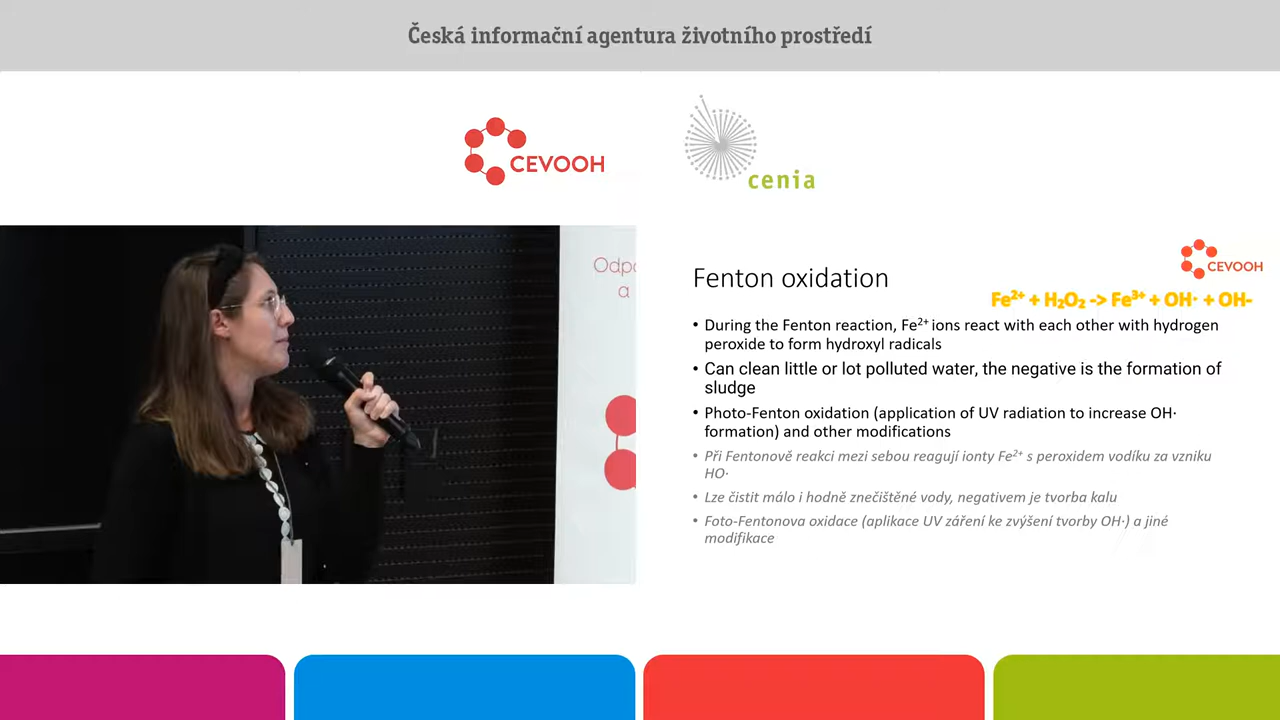 Česká informační agentura životního prostředí
CEVOOH
cenia
Odpo
a
CEVOOH
Fenton oxidation
Fe²⁺ + H₂O₂ -> Fe³⁺ + OH· + OH-
• During the Fenton reaction, Fe²⁺ ions react with each other with hydrogen
peroxide to form hydroxyl radicals
• Can clean little or lot polluted water, the negative is the formation of
sludge
• Photo-Fenton oxidation (application of UV radiation to increase OH·
formation) and other modifications
• Při Fentonově reakci mezi sebou reagují ionty Fe²⁺ s peroxidem vodíku za vzniku
HO·
• Lze čistit málo i hodně znečištěné vody, negativem je tvorba kalu
• Foto-Fentonova oxidace (aplikace UV záření ke zvýšení tvorby OH·) a jiné
modifikace